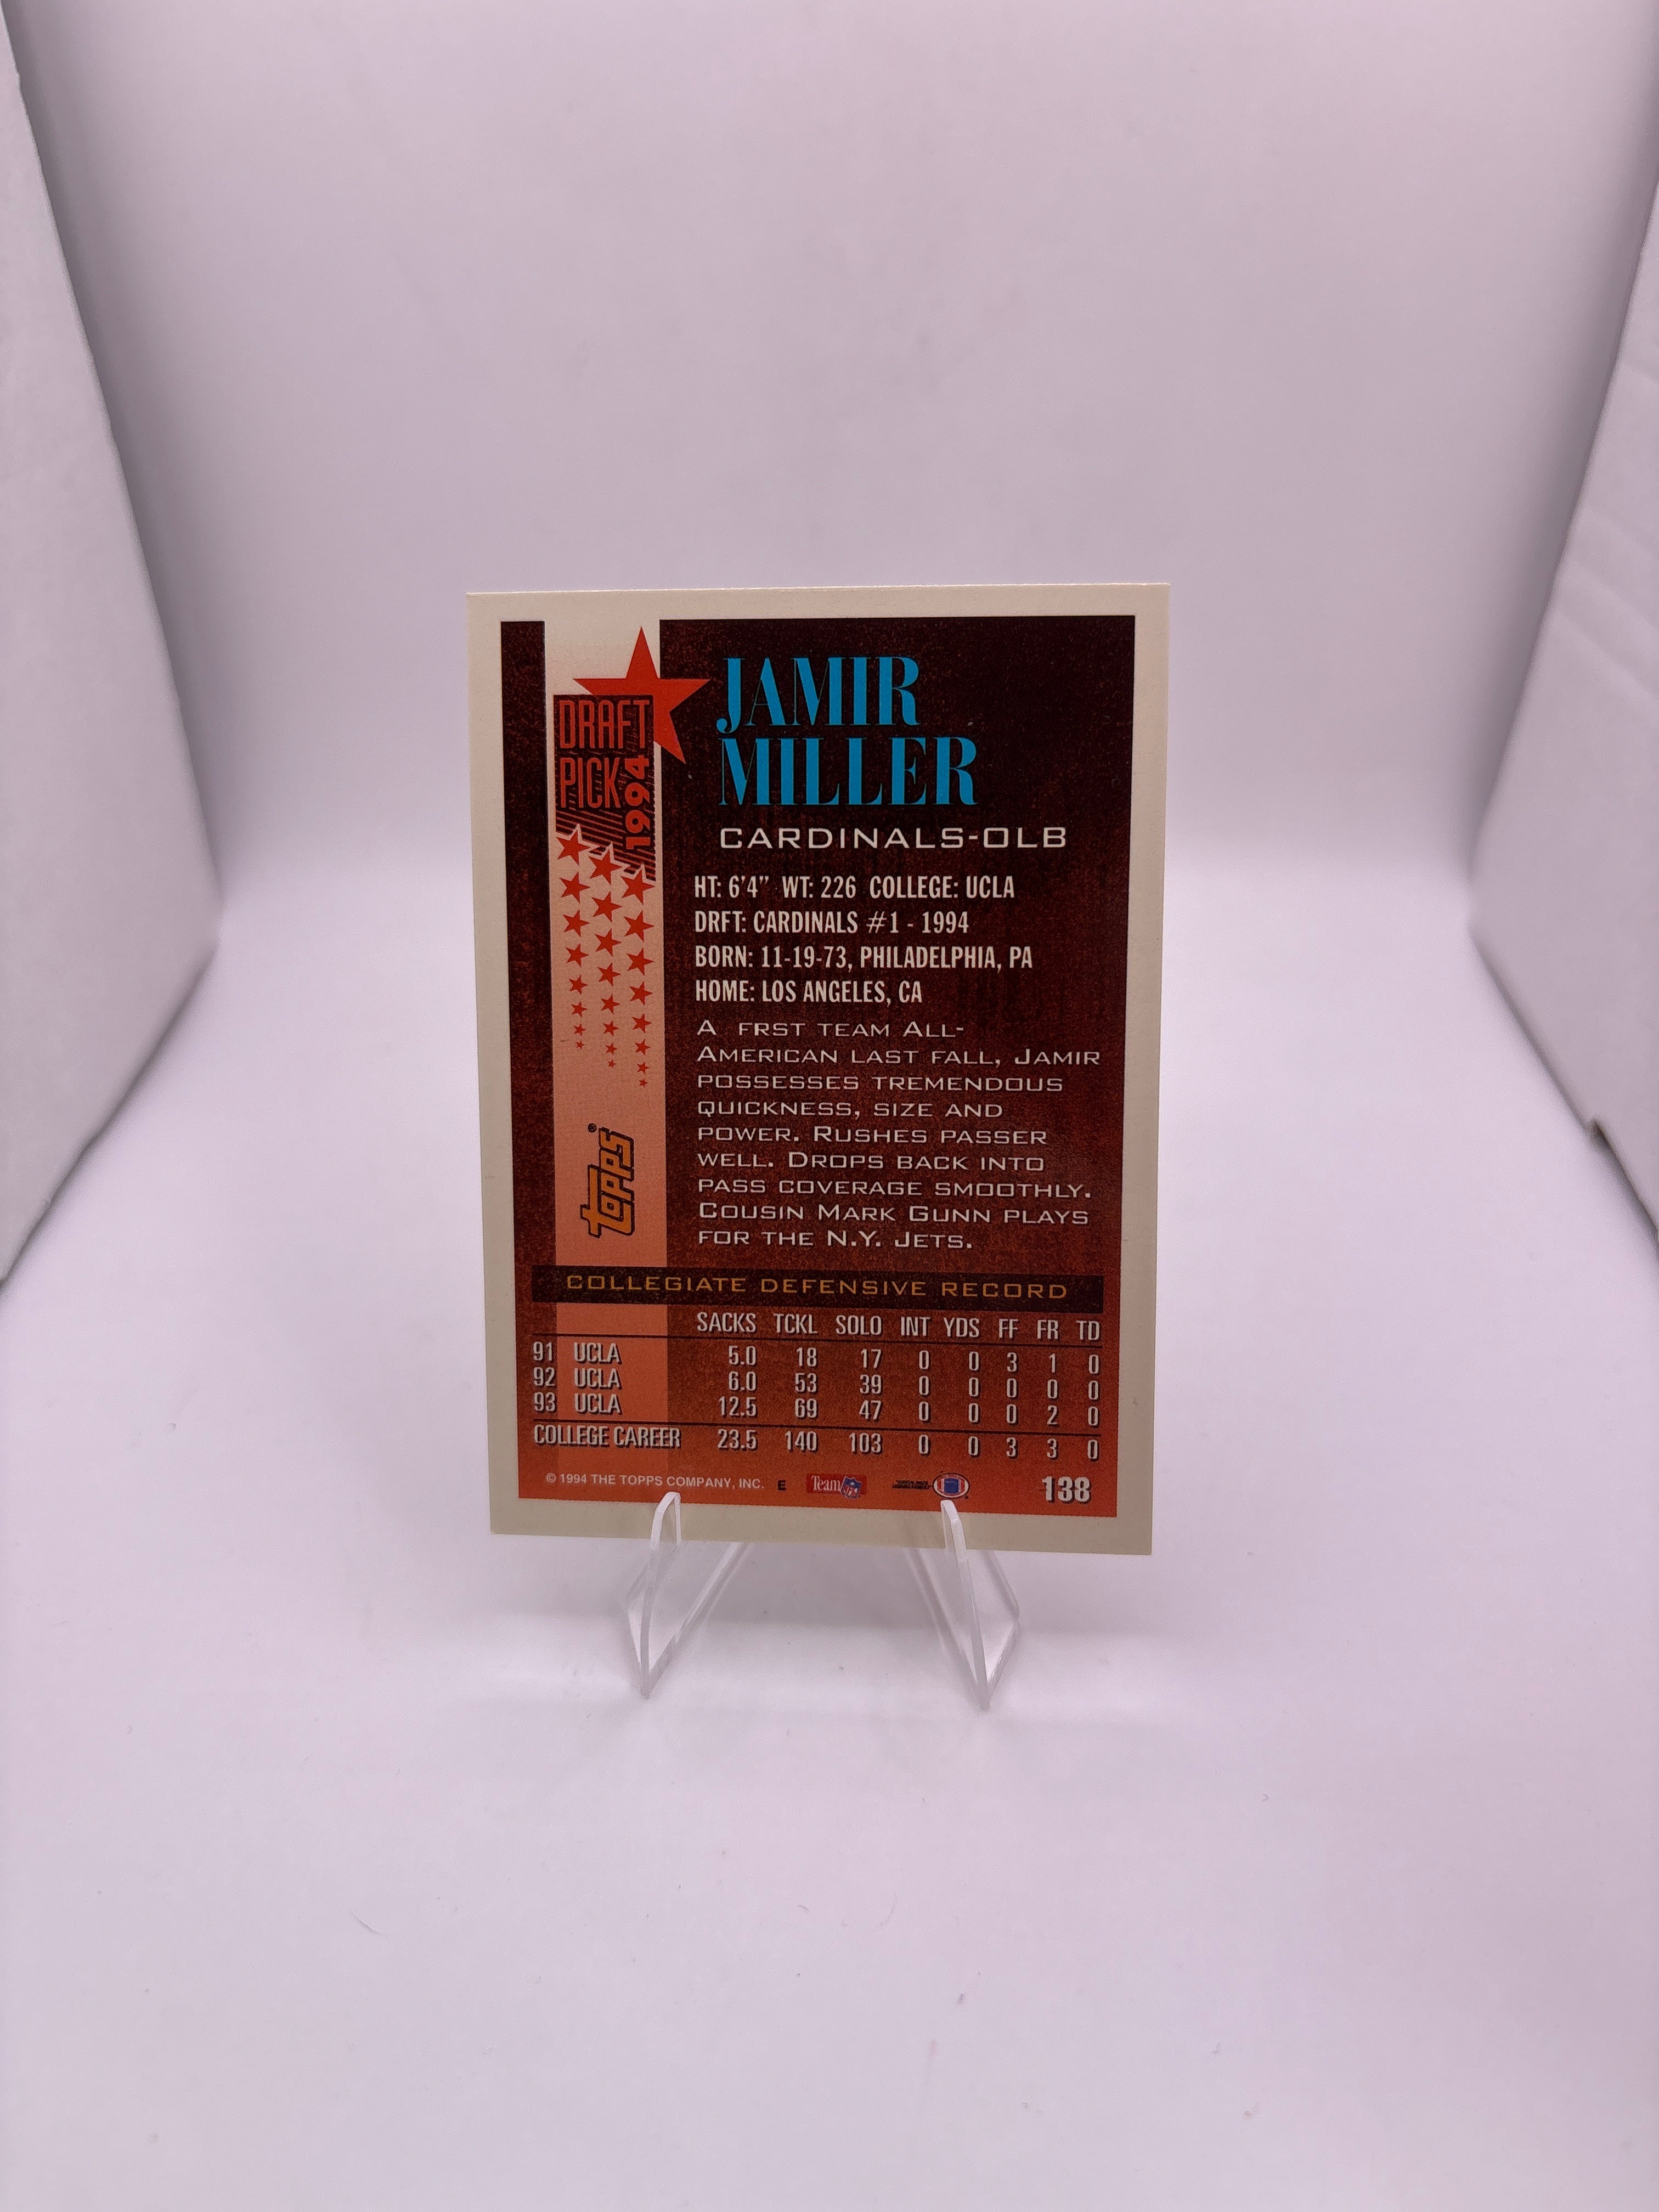 DRAFT
PICK
1994
topps®
JAMIR
MILLER
CARDINALS-OLB
HT: 6'4" WT: 226 COLLEGE: UCLA
DRFT: CARDINALS #1 - 1994
BORN: 11-19-73, PHILADELPHIA, PA
HOME: LOS ANGELES, CA
A FRST TEAM ALL-
AMERICAN LAST FALL, JAMIR
POSSESSES TREMENDOUS
QUICKNESS, SIZE AND
POWER. RUSHES PASSER
WELL. DROPS BACK INTO
PASS COVERAGE SMOOTHLY.
COUSIN MARK GUNN PLAYS
FOR THE N.Y. JETS.
COLLEGIATE DEFENSIVE RECORD
SACKS TCKL SOLO INT YDS FF FR TD
91 UCLA 5.0 18 17 0 0 3 1 0
92 UCLA 6.0 53 39 0 0 0 0 0
93 UCLA 12.5 69 47 0 0 0 2 0
COLLEGE CAREER 23.5 140 103 0 0 3 3 0
© 1994 THE TOPPS COMPANY, INC. E Team NFL 138